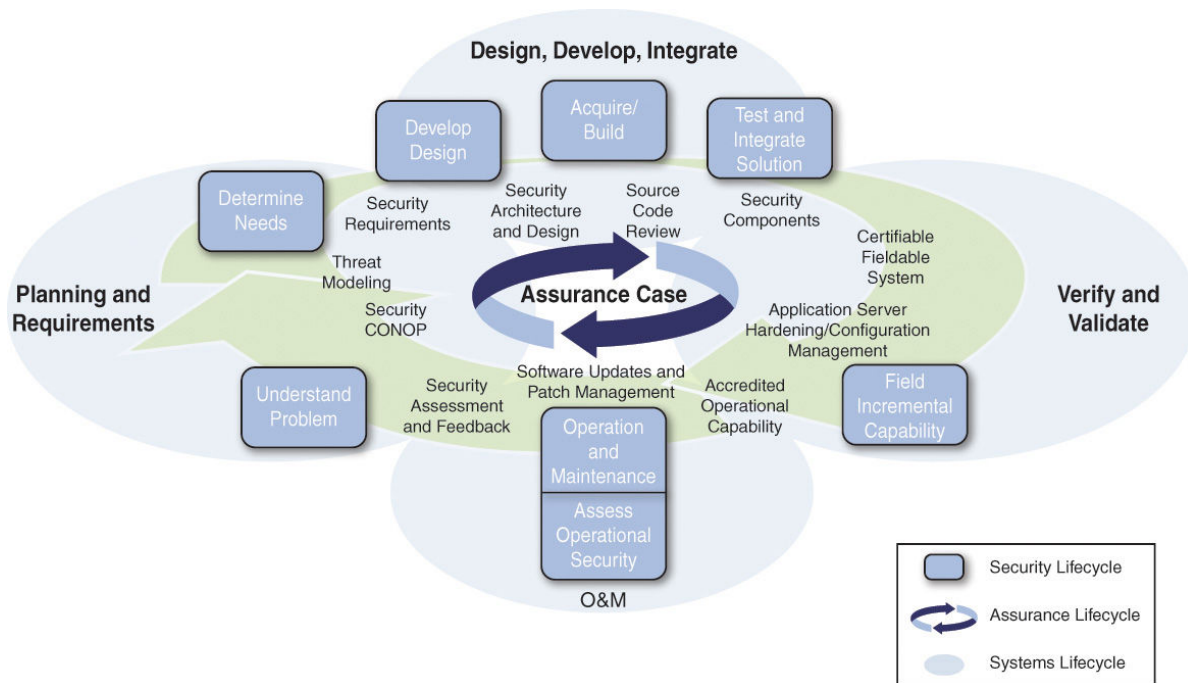 Design, Develop, Integrate
Acquire/
Build
Develop
Design
Test and
Integrate
Solution
Determine
Needs
Security
Requirements
Security
Architecture
and Design
Source
Code
Review
Security
Components
Certifiable
Fieldable
System
Threat
Modeling
Planning and
Requirements
Assurance Case
Verify and
Validate
Security
CONOP
Application Server
Hardening/Configuration
Management
Understand
Problem
Security
Assessment
and Feedback
Software Updates and
Patch Management
Accredited
Operational
Capability
Field
Incremental
Capability
Operation
and
Maintenance
Assess
Operational
Security
O&M
Security Lifecycle
Assurance Lifecycle
Systems Lifecycle